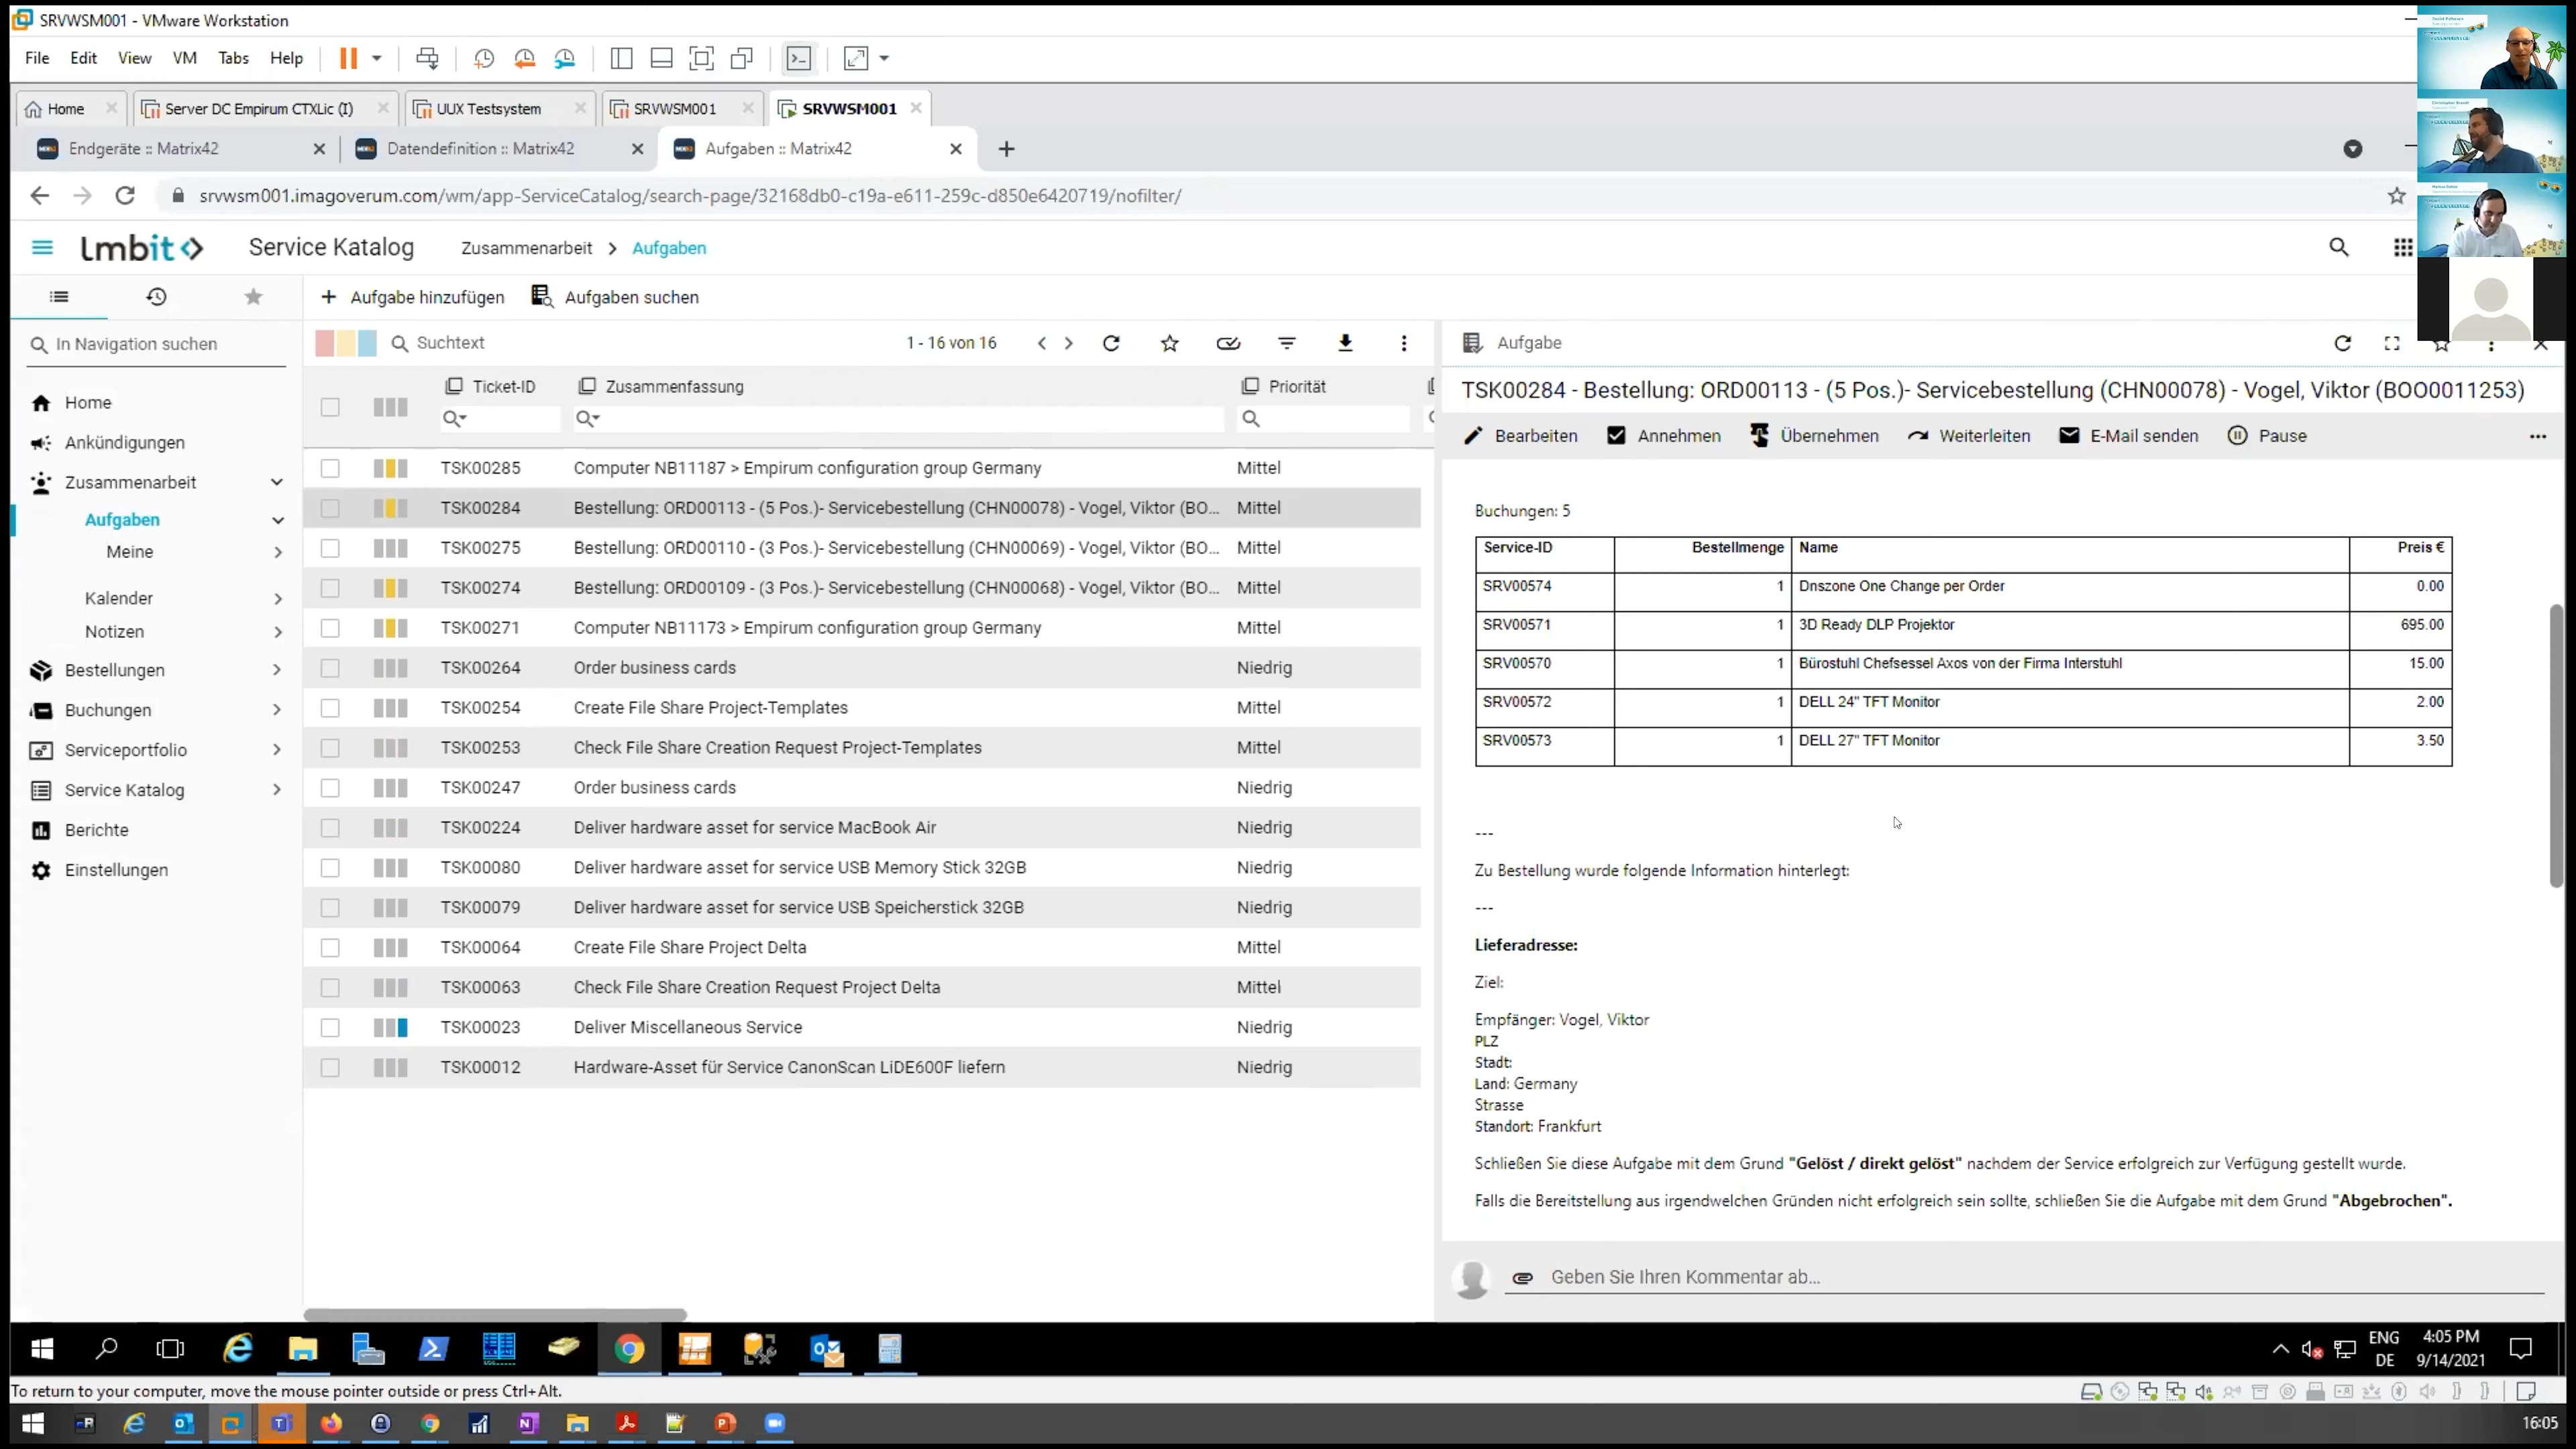 SRVWSM001 - VMware Workstation
File Edit View VM Tabs Help
Home Server DC Empirum CTXLic (I) UUX Testsystem SRVWSM001 SRVWSM001
Endgeräte :: Matrix42 Datendefinition :: Matrix42 Aufgaben :: Matrix42
srvwsm001.imagoverum.com/wm/app-ServiceCatalog/search-page/32168db0-c19a-e611-259c-d850e6420719/nofilter/
Imbit<> Service Katalog Zusammenarbeit > Aufgaben
Aufgabe hinzufügen Aufgaben suchen
In Navigation suchen
Home
Ankündigungen
Zusammenarbeit
Aufgaben
Meine
Kalender
Notizen
Bestellungen
Buchungen
Serviceportfolio
Service Katalog
Berichte
Einstellungen
Suchtext 1 - 16 von 16
Ticket-ID Zusammenfassung Priorität
TSK00285 Computer NB11187 > Empirum configuration group Germany Mittel
TSK00284 Bestellung: ORD00113 - (5 Pos.)- Servicebestellung (CHN00078) - Vogel, Viktor (BO... Mittel
TSK00275 Bestellung: ORD00110 - (3 Pos.)- Servicebestellung (CHN00069) - Vogel, Viktor (BO... Mittel
TSK00274 Bestellung: ORD00109 - (3 Pos.)- Servicebestellung (CHN00068) - Vogel, Viktor (BO... Mittel
TSK00271 Computer NB11173 > Empirum configuration group Germany Mittel
TSK00264 Order business cards Niedrig
TSK00254 Create File Share Project-Templates Mittel
TSK00253 Check File Share Creation Request Project-Templates Mittel
TSK00247 Order business cards Niedrig
TSK00224 Deliver hardware asset for service MacBook Air Niedrig
TSK00080 Deliver hardware asset for service USB Memory Stick 32GB Niedrig
TSK00079 Deliver hardware asset for service USB Speicherstick 32GB Niedrig
TSK00064 Create File Share Project Delta Mittel
TSK00063 Check File Share Creation Request Project Delta Mittel
TSK00023 Deliver Miscellaneous Service Niedrig
TSK00012 Hardware-Asset für Service CanonScan LiDE600F liefern Niedrig
Aufgabe
TSK00284 - Bestellung: ORD00113 - (5 Pos.)- Servicebestellung (CHN00078) - Vogel, Viktor (BOO0011253)
Bearbeiten Annehmen Übernehmen Weiterleiten E-Mail senden Pause
Buchungen: 5
Service-ID Bestellmenge Name Preis €
SRV00574 1 Dnszone One Change per Order 0.00
SRV00571 1 3D Ready DLP Projektor 695.00
SRV00570 1 Bürostuhl Chefsessel Axos von der Firma Interstuhl 15.00
SRV00572 1 DELL 24" TFT Monitor 2.00
SRV00573 1 DELL 27" TFT Monitor 3.50
---
Zu Bestellung wurde folgende Information hinterlegt:
---
Lieferadresse:
Ziel:
Empfänger: Vogel, Viktor
PLZ
Stadt:
Land: Germany
Strasse
Standort: Frankfurt
Schließen Sie diese Aufgabe mit dem Grund "Gelöst / direkt gelöst" nachdem der Service erfolgreich zur Verfügung gestellt wurde.
Falls die Bereitstellung aus irgendwelchen Gründen nicht erfolgreich sein sollte, schließen Sie die Aufgabe mit dem Grund "Abgebrochen".
Geben Sie Ihren Kommentar ab...
ENG 4:05 PM
DE 9/14/2021
To return to your computer, move the mouse pointer outside or press Ctrl+Alt.
16:05